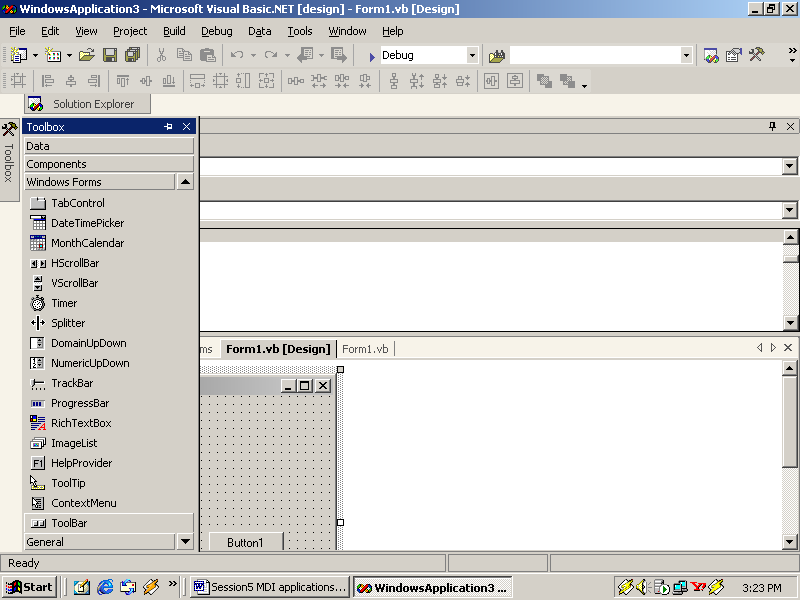 WindowsApplication3 - Microsoft Visual Basic.NET [design] - Form1.vb [Design]
File Edit View Project Build Debug Data Tools Window Help
Debug
Solution Explorer
Toolbox
Toolbox
Data
Components
Windows Forms
TabControl
DateTimePicker
MonthCalendar
HScrollBar
VScrollBar
Timer
Splitter
DomainUpDown
NumericUpDown
TrackBar
ProgressBar
RichTextBox
ImageList
F1 HelpProvider
ToolTip
ContextMenu
ToolBar
General
ms Form1.vb [Design] Form1.vb
Button1
Ready
Start Session5 MDI applications... WindowsApplication3 ... 3:23 PM